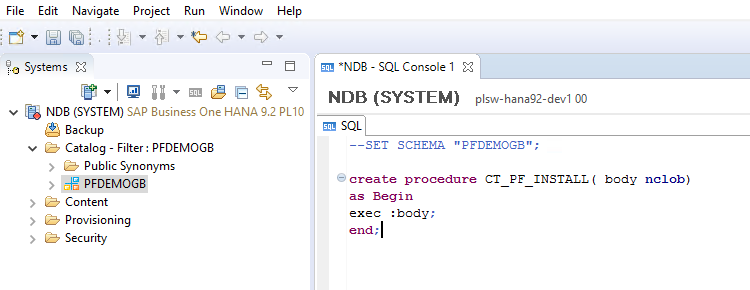 File Edit Navigate Project Run Window Help
Systems
NDB (SYSTEM) SAP Business One HANA 9.2 PL10
Backup
Catalog - Filter : PFDEMOGB
Public Synonyms
PFDEMOGB
Content
Provisioning
Security
SQL *NDB - SQL Console 1
NDB (SYSTEM) plsw-hana92-dev1 00
SQL SQL
--SET SCHEMA "PFDEMOGB";
create procedure CT_PF_INSTALL( body nclob)
as Begin
exec :body;
end;